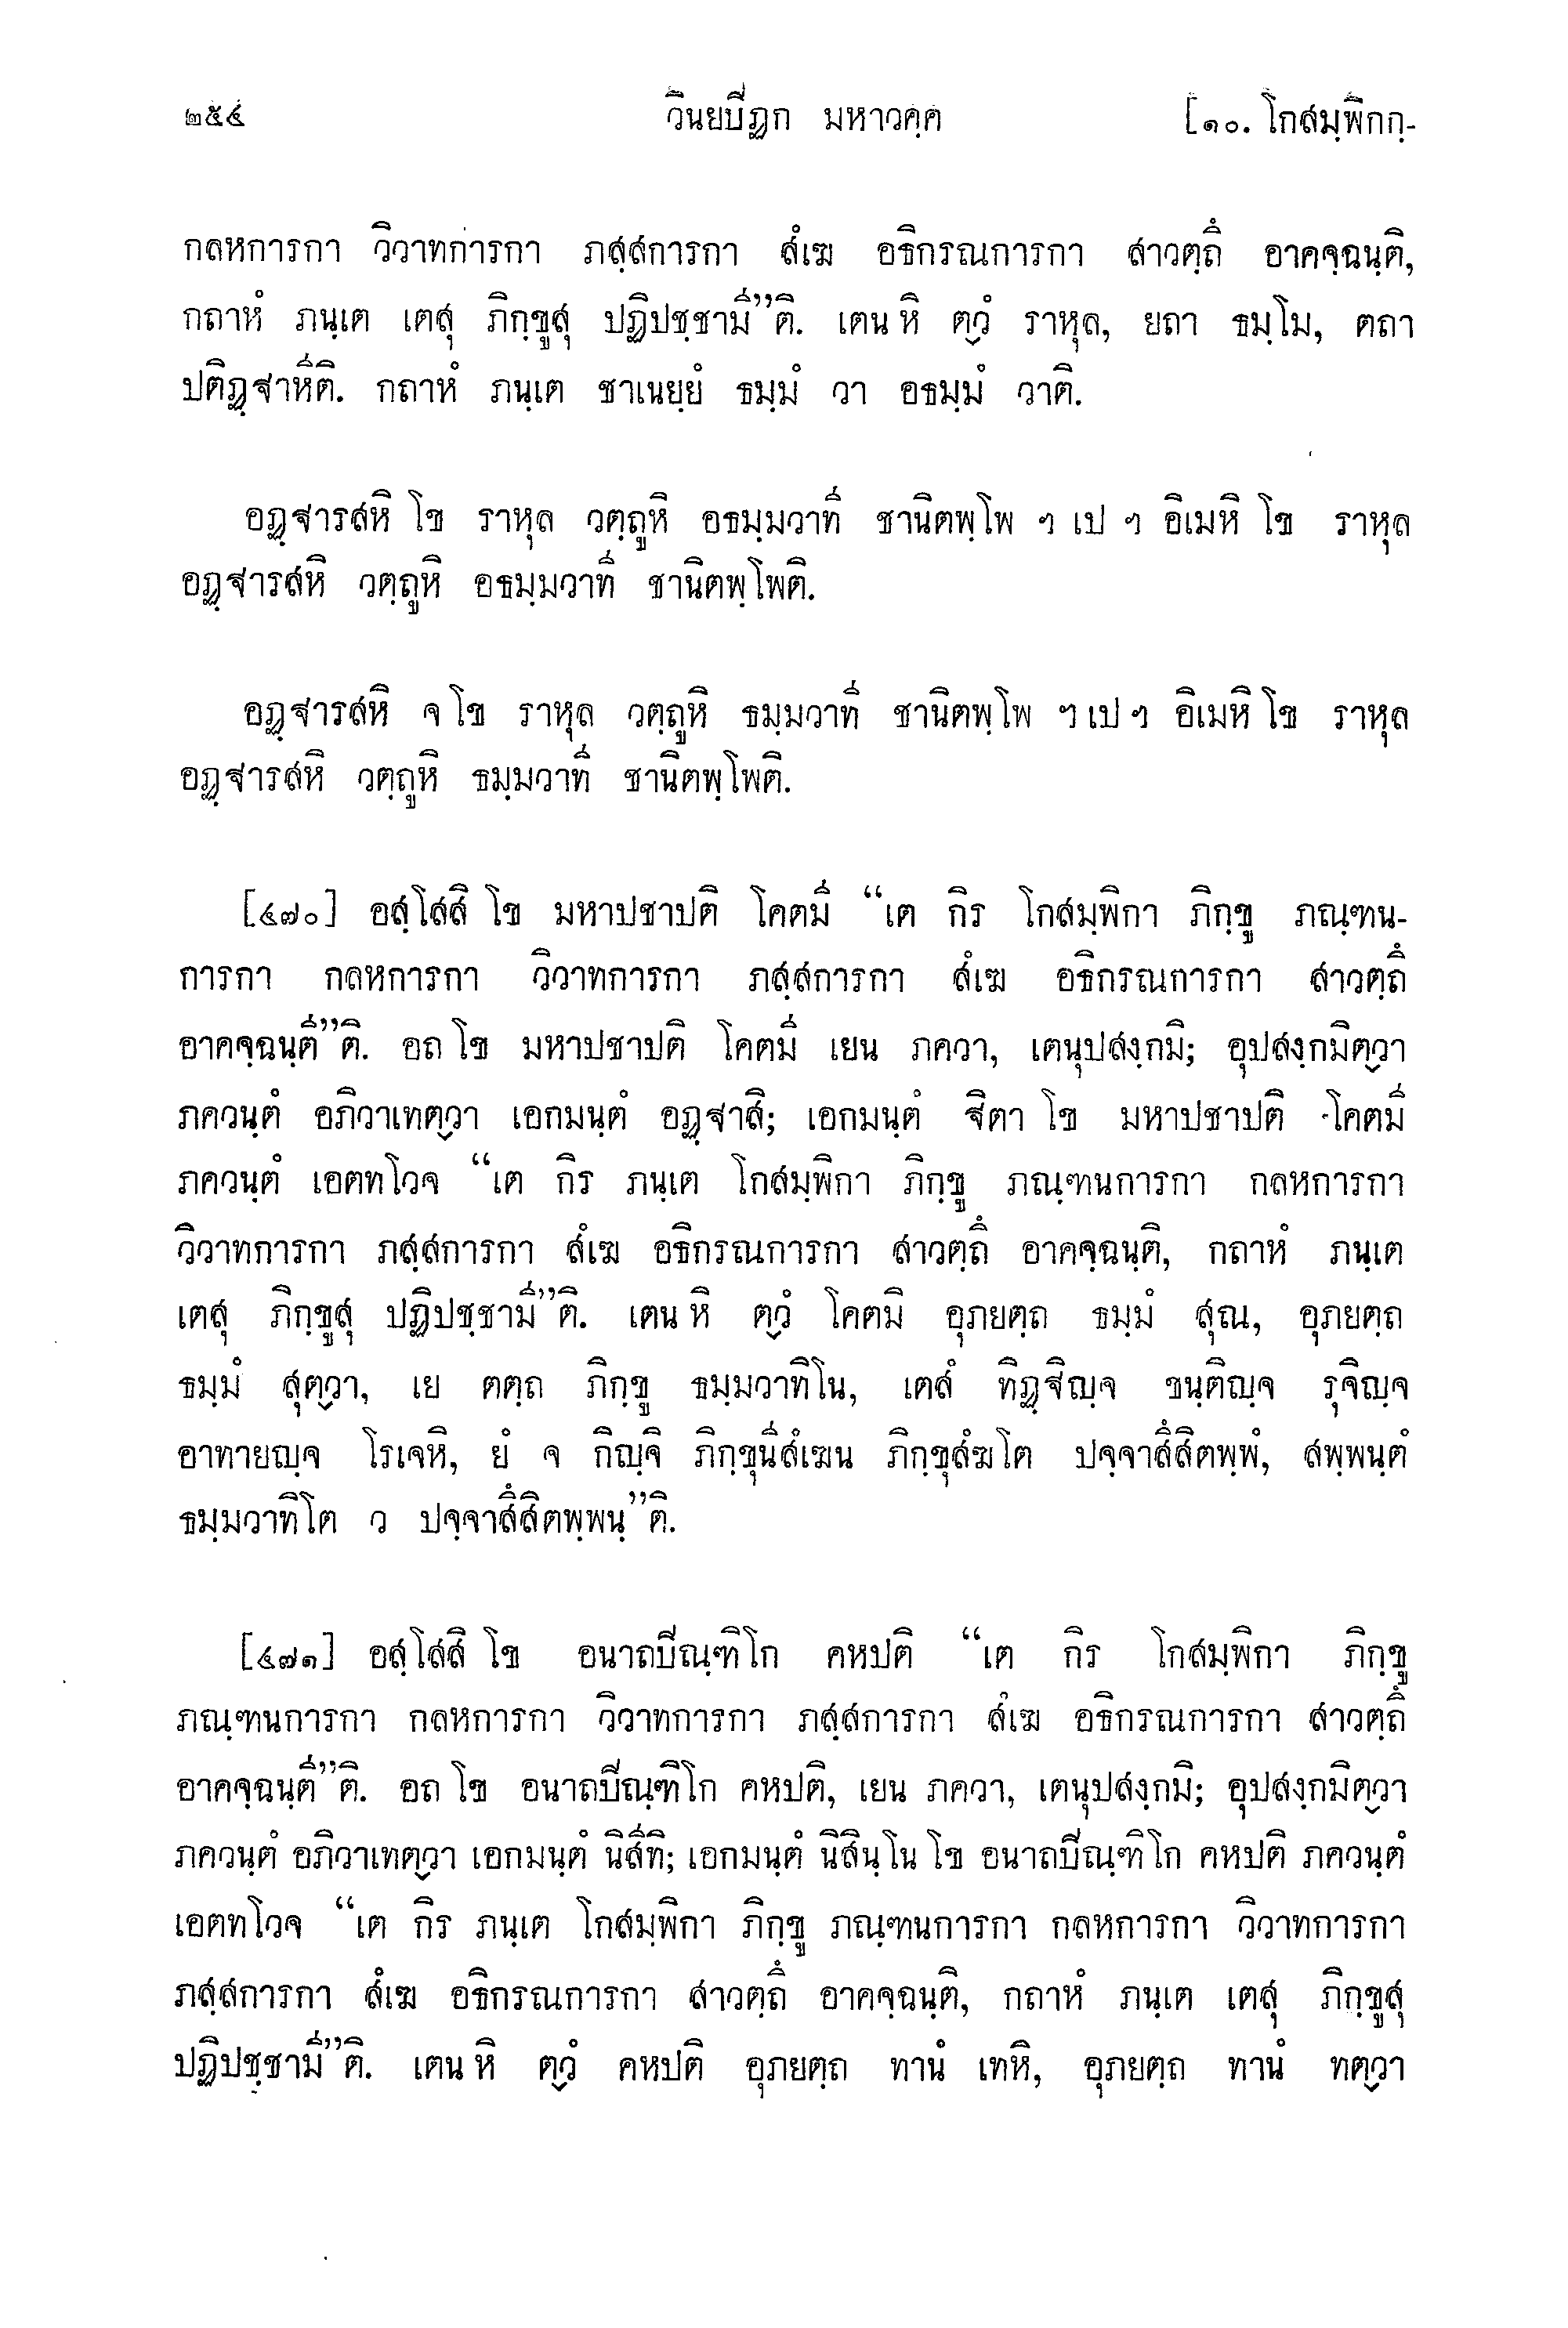 ๒๕๔ วินยปีฏก มหาวคฺค [๑๐. โกสมฺพิกกฺ-
กลหการกา วิวาทการกา ภสฺสการกา สํเฆ อธิกรณการกา สาวตฺถึ อาคจฺฉนฺติ,
กถาหํ ภนฺเต เตสุ ภิกฺขูสุ ปฏิปชฺชามี”ติ. เตน หิ ตฺวํ ราหุล, ยถา ธมฺโม, ตถา
ปติฏฺฐาหีติ. กถาหํ ภนฺเต ชาเนยฺยํ ธมฺมํ วา อธมฺมํ วาติ.
อฏฺฐารสหิ โข ราหุล วตฺถูหิ อธมฺมวาที ชานิตพฺโพ ฯ เป ฯ อิเมหิ โข ราหุล
อฏฺฐารสหิ วตฺถูหิ อธมฺมวาที ชานิตพฺโพติ.
อฏฺฐารสหิ จ โข ราหุล วตฺถูหิ ธมฺมวาที ชานิตพฺโพ ฯ เป ฯ อิเมหิ โข ราหุล
อฏฺฐารสหิ วตฺถูหิ ธมฺมวาที ชานิตพฺโพติ.
[๔๗๐] อสฺโสสิ โข มหาปชาปติ โคตมี “เต กิร โกสมฺพิกา ภิกฺขู ภณฺฑน-
การกา กลหการกา วิวาทการกา ภสฺสการกา สํเฆ อธิกรณการกา สาวตฺถึ
อาคจฺฉนฺตี”ติ. อถ โข มหาปชาปติ โคตมี เยน ภควา, เตนุปสงฺกมิ; อุปสงฺกมิตฺวา
ภควนฺตํ อภิวาเทตฺวา เอกมนฺตํ อฏฺฐาสิ; เอกมนฺตํ ฐิตา โข มหาปชาปติ โคตมี
ภควนฺตํ เอตทโวจ “เต กิร ภนฺเต โกสมฺพิกา ภิกฺขู ภณฺฑนการกา กลหการกา
วิวาทการกา ภสฺสการกา สํเฆ อธิกรณการกา สาวตฺถึ อาคจฺฉนฺติ, กถาหํ ภนฺเต
เตสุ ภิกฺขูสุ ปฏิปชฺชามี”ติ. เตน หิ ตฺวํ โคตมิ อุภยตฺถ ธมฺมํ สุณ, อุภยตฺถ
ธมฺมํ สุตฺวา, เย ตตฺถ ภิกฺขู ธมฺมวาทิโน, เตสํ ทิฏฺฐิญฺจ ขนฺติญฺจ รุจิญฺจ
อาทายญฺจ โรเจหิ, ยํ จ กิญฺจิ ภิกฺขุนีสํเฆน ภิกฺขุสํฆโต ปจฺจาสึสิตพฺพํ, สพฺพนฺตํ
ธมฺมวาทิโต ว ปจฺจาสึสิตพฺพนฺ”ติ.
[๔๗๑] อสฺโสสิ โข อนาถปิณฺฑิโก คหปติ “เต กิร โกสมฺพิกา ภิกฺขู
ภณฺฑนการกา กลหการกา วิวาทการกา ภสฺสการกา สํเฆ อธิกรณการกา สาวตฺถึ
อาคจฺฉนฺตี”ติ. อถ โข อนาถปิณฺฑิโก คหปติ, เยน ภควา, เตนุปสงฺกมิ; อุปสงฺกมิตฺวา
ภควนฺตํ อภิวาเทตฺวา เอกมนฺตํ นิสีทิ; เอกมนฺตํ นิสินฺโน โข อนาถปิณฺฑิโก คหปติ ภควนฺตํ
เอตทโวจ “เต กิร ภนฺเต โกสมฺพิกา ภิกฺขู ภณฺฑนการกา กลหการกา วิวาทการกา
ภสฺสการกา สํเฆ อธิกรณการกา สาวตฺถึ อาคจฺฉนฺติ, กถาหํ ภนฺเต เตสุ ภิกฺขูสุ
ปฏิปชฺชามี”ติ. เตน หิ ตฺวํ คหปติ อุภยตฺถ ทานํ เทหิ, อุภยตฺถ ทานํ ทตฺวา